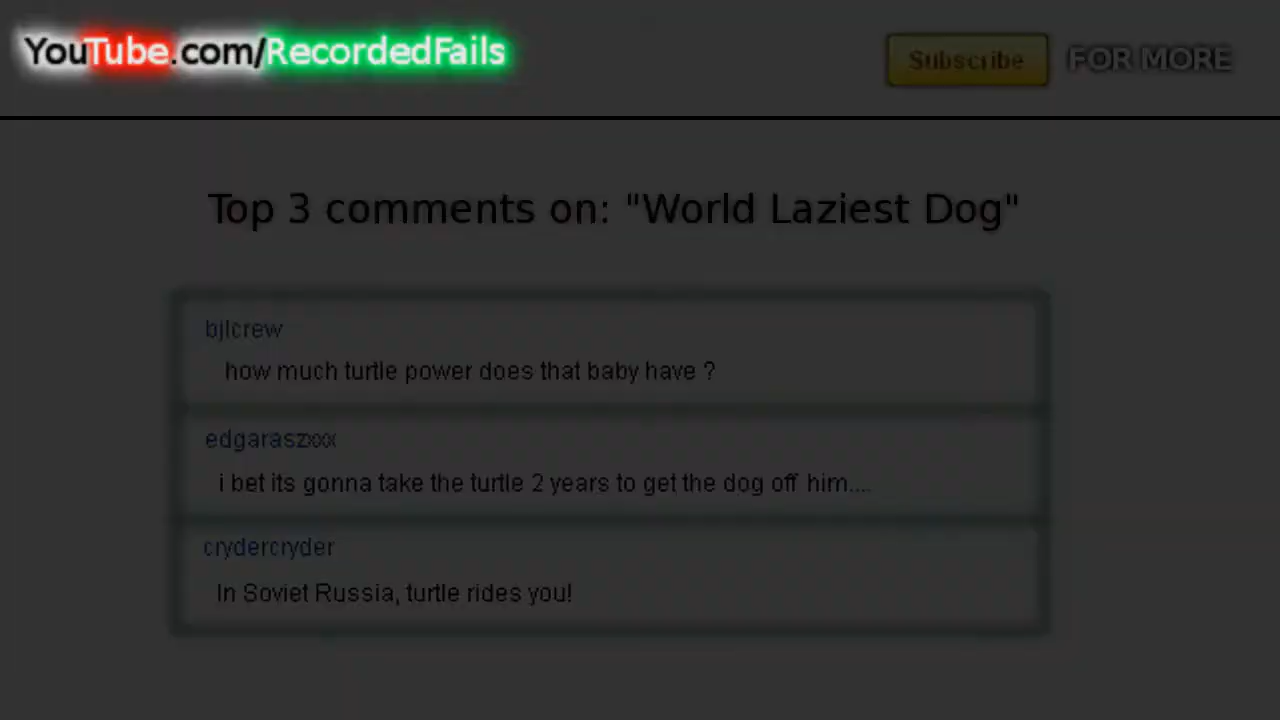 YouTube.com/RecordedFails
Subscribe FOR MORE
Top 3 comments on: "World Laziest Dog"
bjlcrew
how much turtle power does that baby have ?
edgaraszxxx
i bet its gonna take the turtle 2 years to get the dog off him....
crydercryder
In Soviet Russia, turtle rides you!